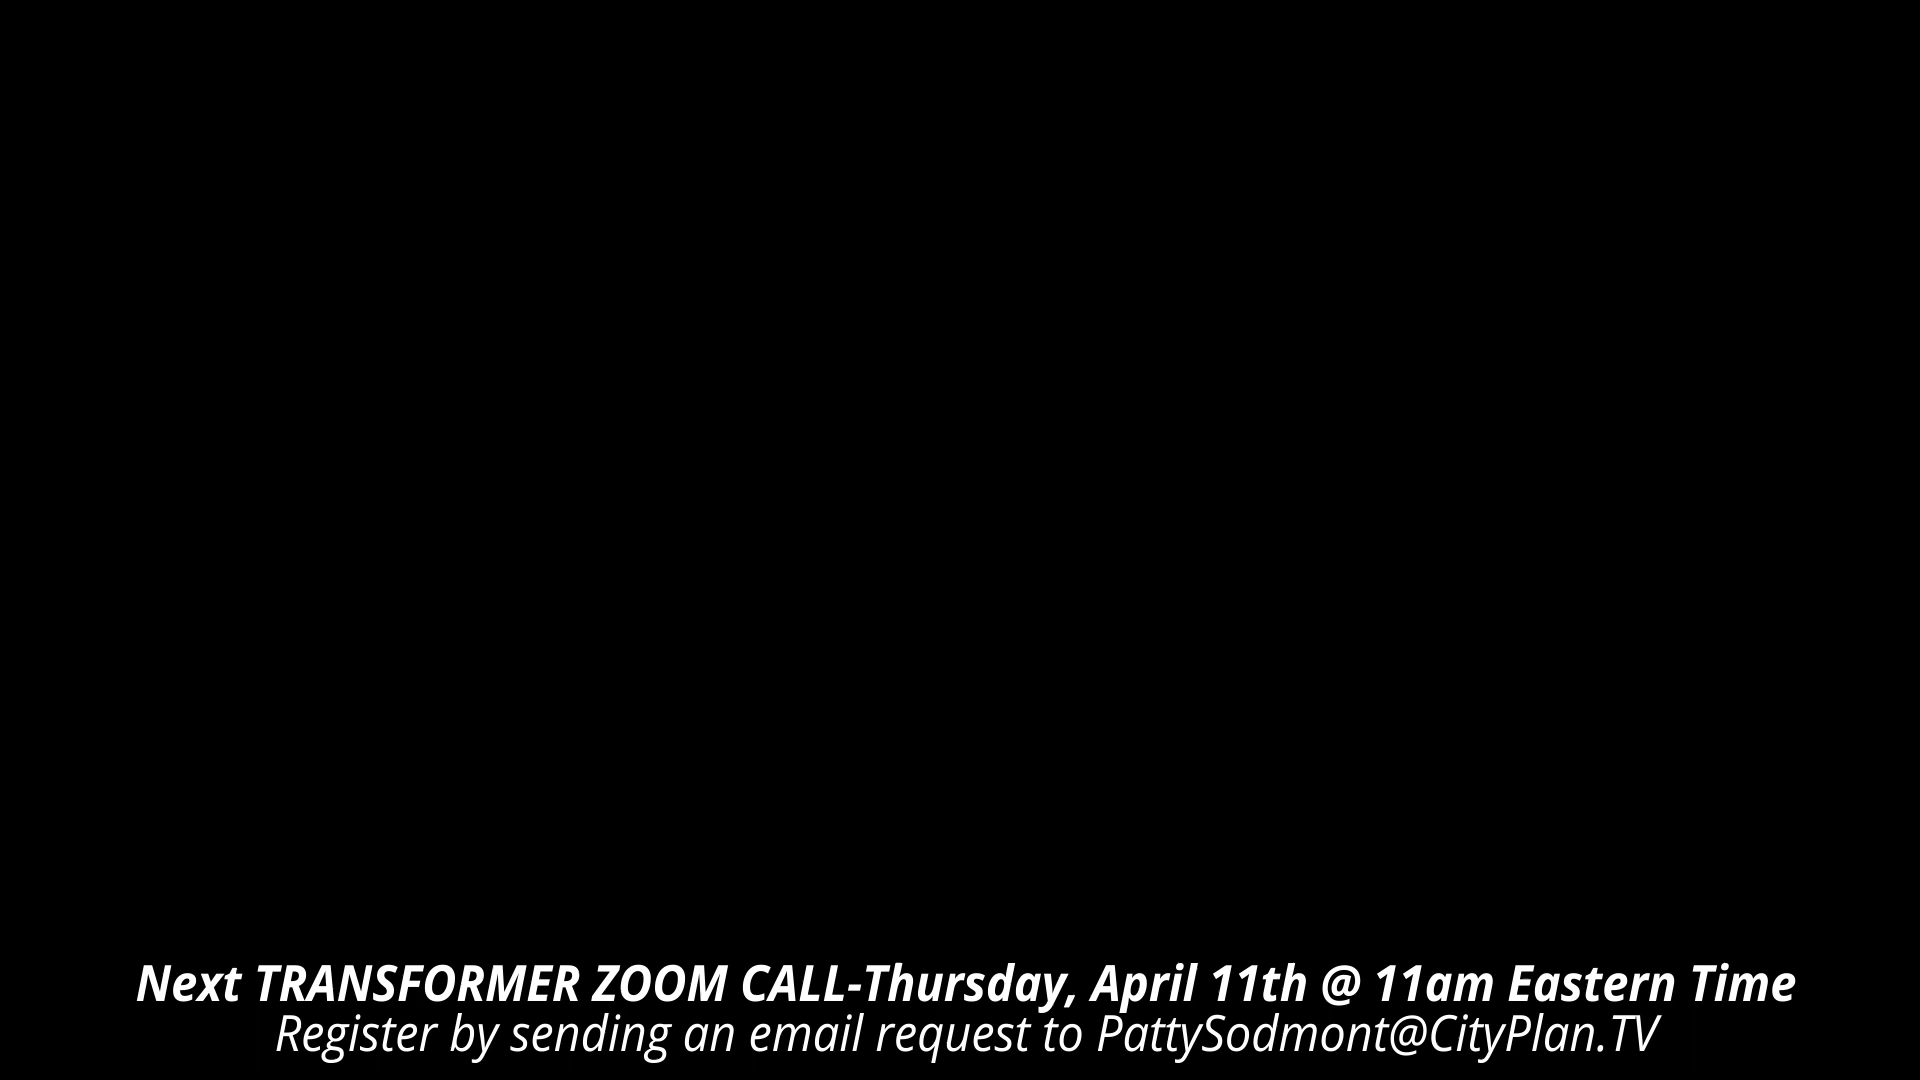 Next TRANSFORMER ZOOM CALL-Thursday, April 11th @ 11am Eastern Time
Register by sending an email request to PattySodmont@CityPlan.TV